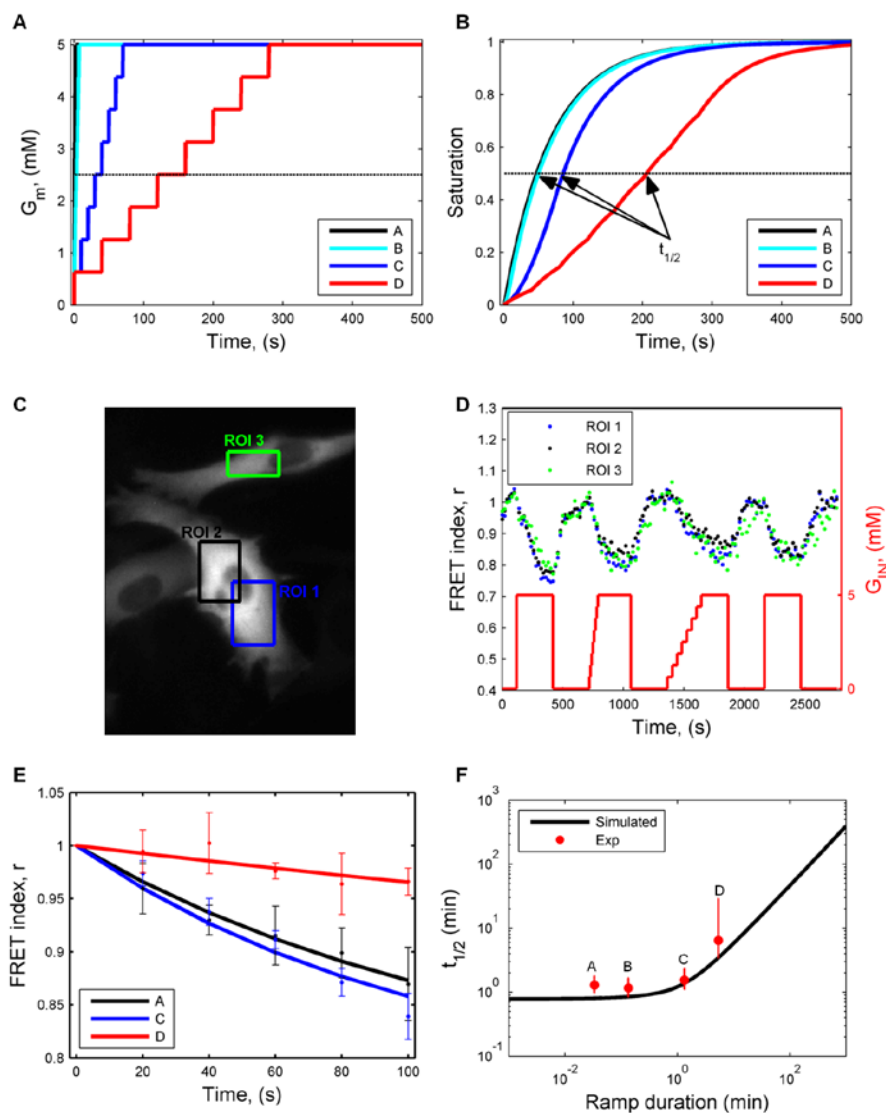 A
G_m, (mM)
5
4
3
2
1
0
0 100 200 300 400 500
Time, (s)
A
B
C
D
B
Saturation
1
0.8
0.6
0.4
0.2
0
0 100 200 300 400 500
Time, (s)
t_1/2
A
B
C
D
C
ROI 3
ROI 2
ROI 1
D
FRET index, r
1.3
1.2
1.1
1.0
0.9
0.8
0.7
0.6
0.5
0.4
0 500 1000 1500 2000 2500
Time, (s)
ROI 1
ROI 2
ROI 3
5
0
G_IN, (mM)
E
FRET index, r
1.05
1
0.95
0.9
0.85
0.8
0 20 40 60 80 100
Time, (s)
A
C
D
F
t_1/2 (min)
10^3
10^2
10^1
10^0
10^-1
10^-2 10^0 10^2
Ramp duration (min)
Simulated
Exp
A
B
C
D